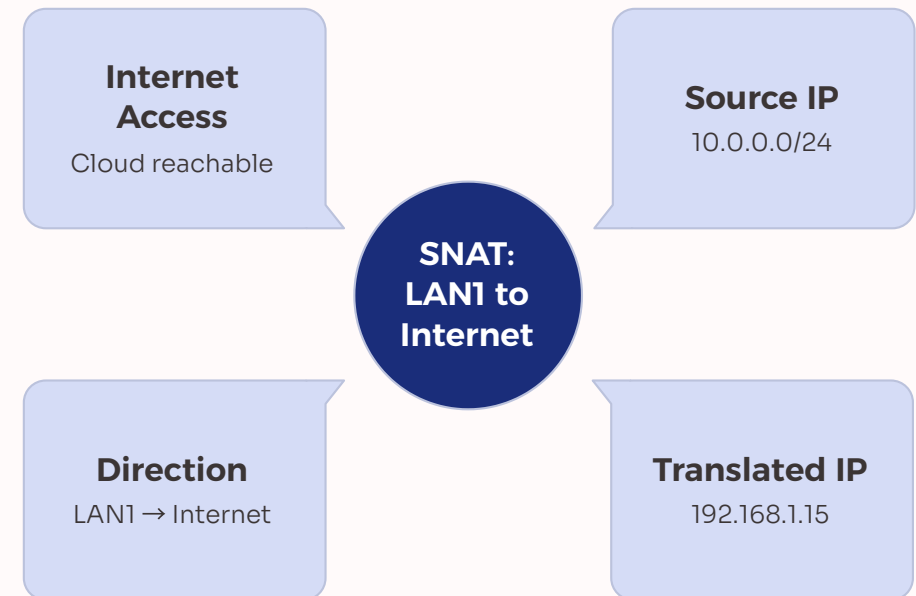 Internet
Access
Cloud reachable
Source IP
10.0.0.0/24
SNAT:
LAN1 to
Internet
Direction
LAN1 → Internet
Translated IP
192.168.1.15